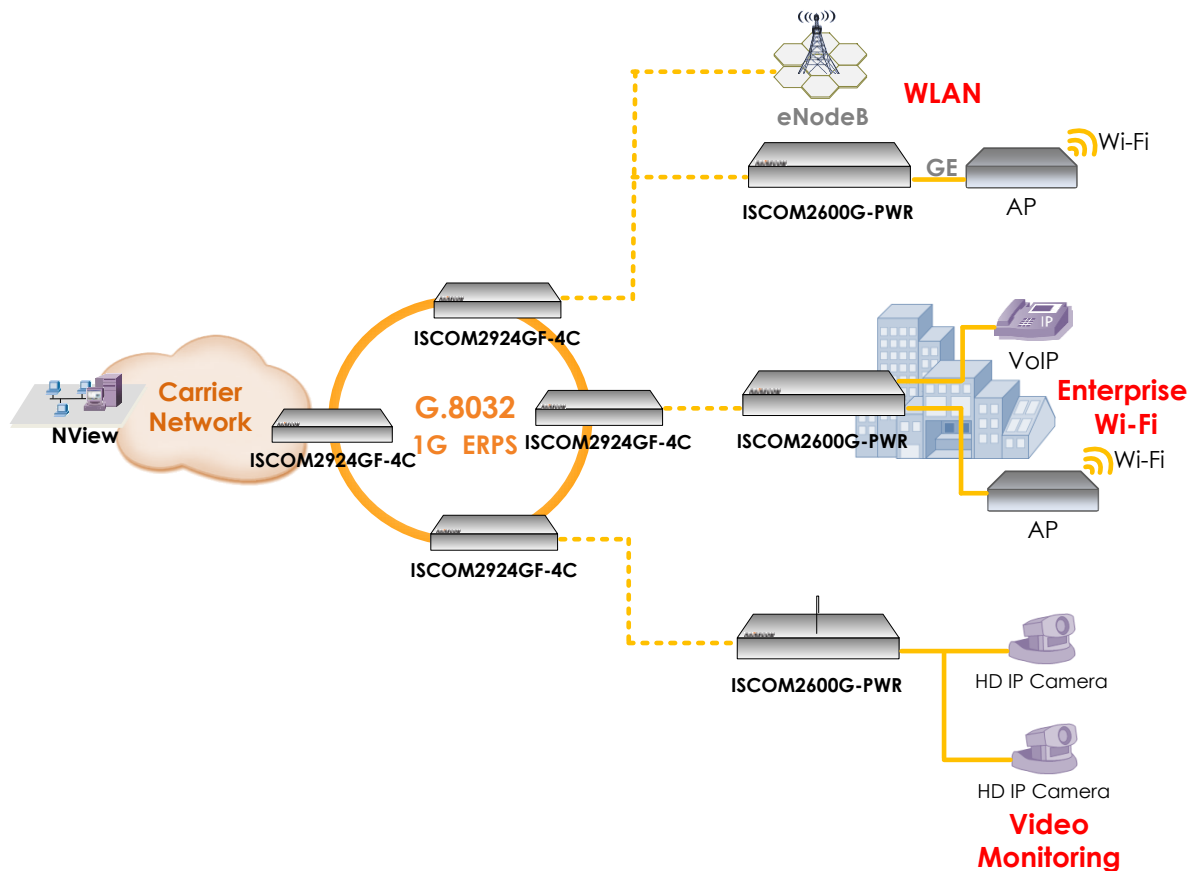 WLAN
eNodeB
Wi-Fi
GE
ISCOM2600G-PWR
AP
ISCOM2924GF-4C
IP
VoIP
Carrier
Network
NView
G.8032
1G ERPS
ISCOM2924GF-4C
ISCOM2924GF-4C
ISCOM2600G-PWR
Enterprise
Wi-Fi
Wi-Fi
AP
ISCOM2924GF-4C
ISCOM2600G-PWR
HD IP Camera
HD IP Camera
Video
Monitoring